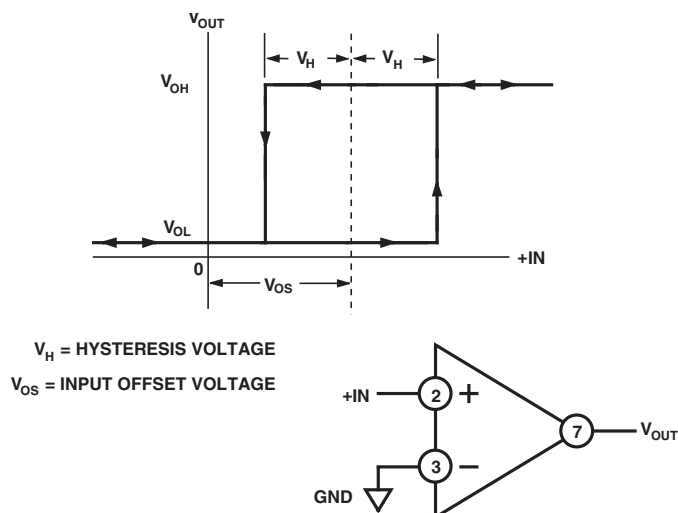 vOUT
VH
VH
VOH
VOL
+IN
0
VOS
VH = HYSTERESIS VOLTAGE
VOS = INPUT OFFSET VOLTAGE
+IN
2
+
7
VOUT
3
–
GND